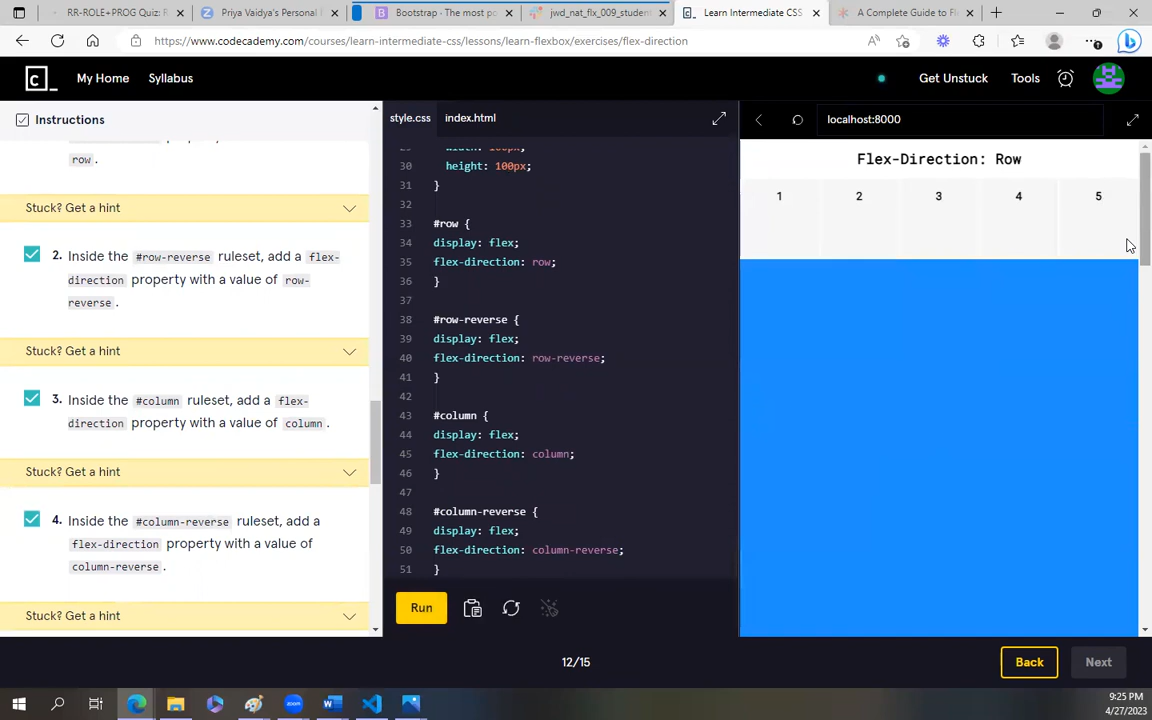 RR-ROLE+PROG Quiz: R
Priya Vaidya's Personal
Bootstrap · The most po
jwd_nat_flx_009_student
Learn Intermediate CSS
A Complete Guide to Fl
https://www.codecademy.com/courses/learn-intermediate-css/lessons/learn-flexbox/exercises/flex-direction
c_
My Home
Syllabus
Get Unstuck
Tools
Instructions
row.
Stuck? Get a hint
2. Inside the #row-reverse ruleset, add a flex-
direction property with a value of row-
reverse.
Stuck? Get a hint
3. Inside the #column ruleset, add a flex-
direction property with a value of column.
Stuck? Get a hint
4. Inside the #column-reverse ruleset, add a
flex-direction property with a value of
column-reverse.
Stuck? Get a hint
style.css
index.html
29 width: 100px;
30 height: 100px;
31 }
32
33 #row {
34 display: flex;
35 flex-direction: row;
36 }
37
38 #row-reverse {
39 display: flex;
40 flex-direction: row-reverse;
41 }
42
43 #column {
44 display: flex;
45 flex-direction: column;
46 }
47
48 #column-reverse {
49 display: flex;
50 flex-direction: column-reverse;
51 }
Run
localhost:8000
Flex-Direction: Row
1 2 3 4 5
12/15
Back
Next
9:25 PM
4/27/2023